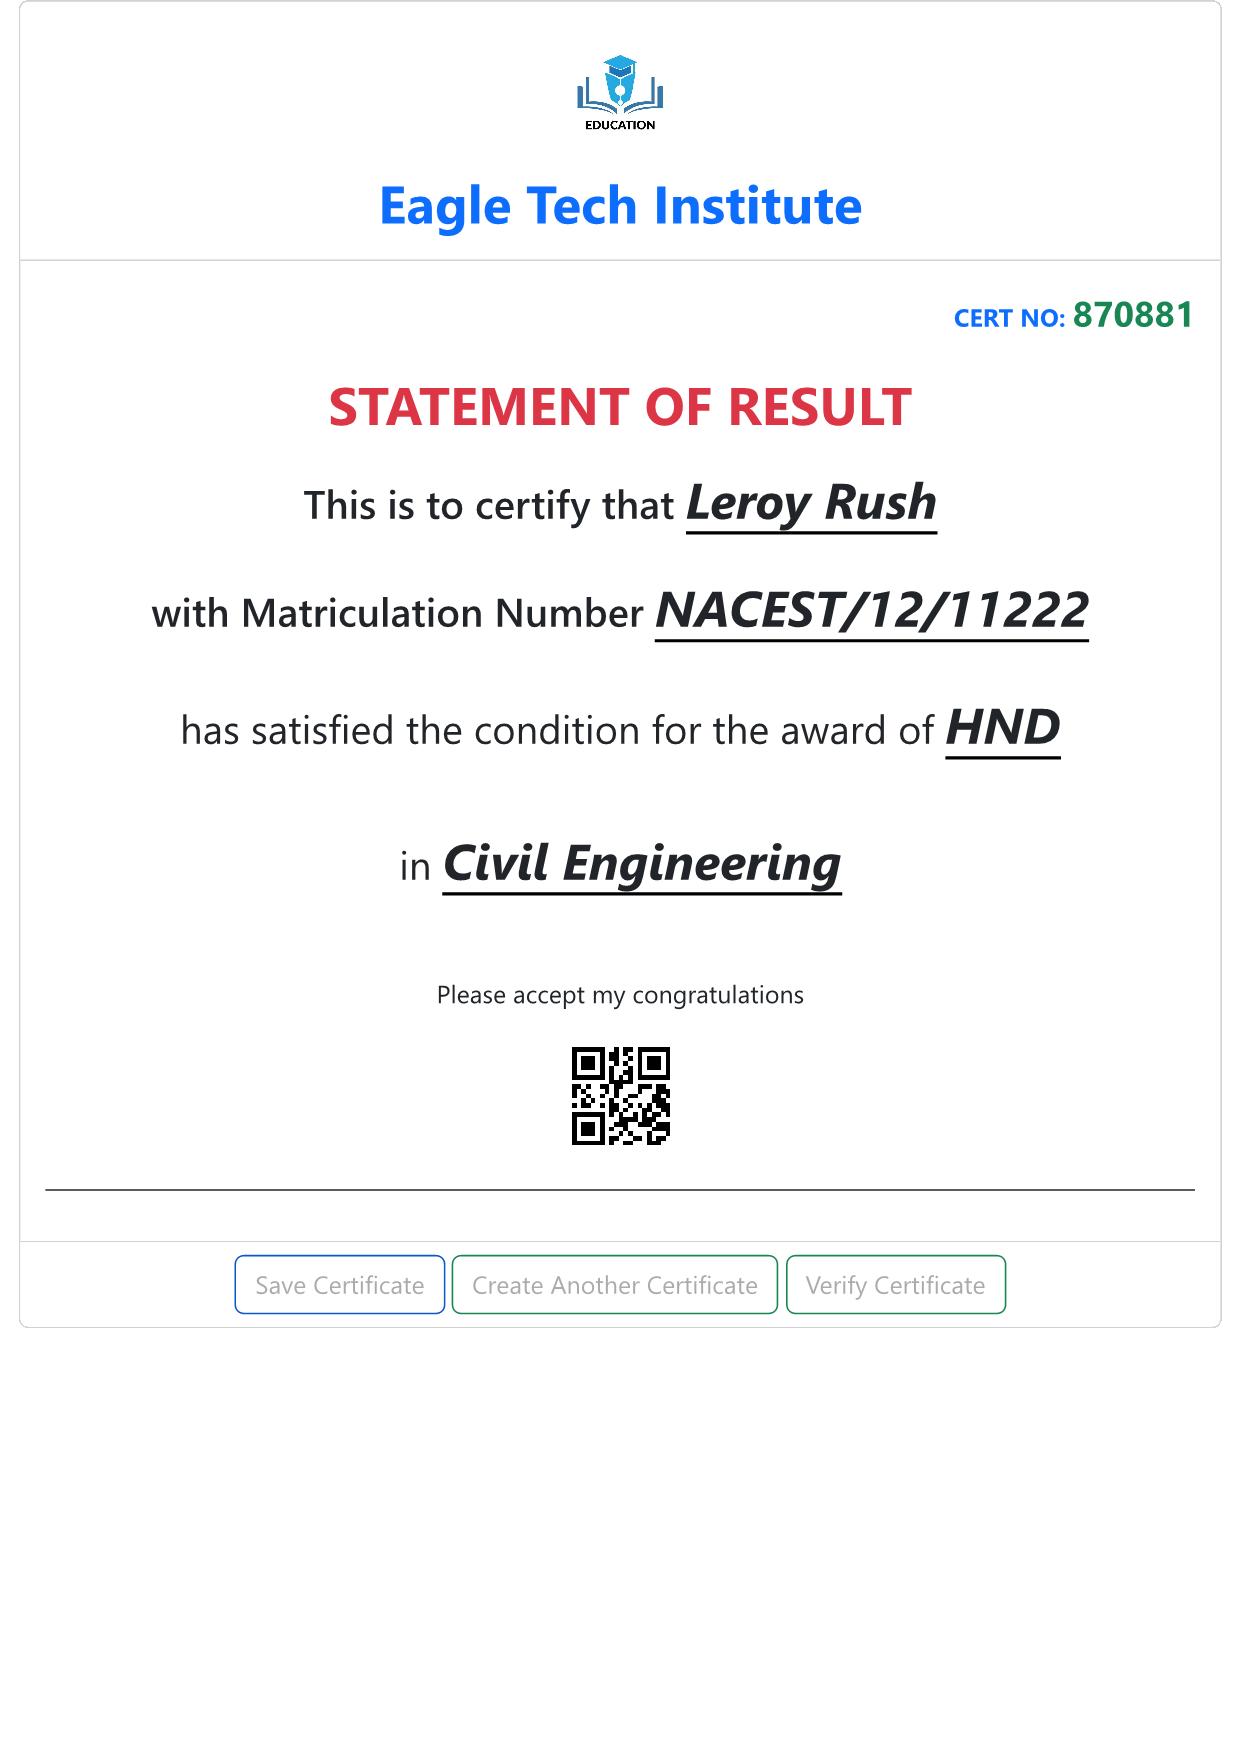 EDUCATION
Eagle Tech Institute
CERT NO: 870881
STATEMENT OF RESULT
This is to certify that Leroy Rush
with Matriculation Number NACEST/12/11222
has satisfied the condition for the award of HND
in Civil Engineering
Please accept my congratulations
Save Certificate Create Another Certificate Verify Certificate